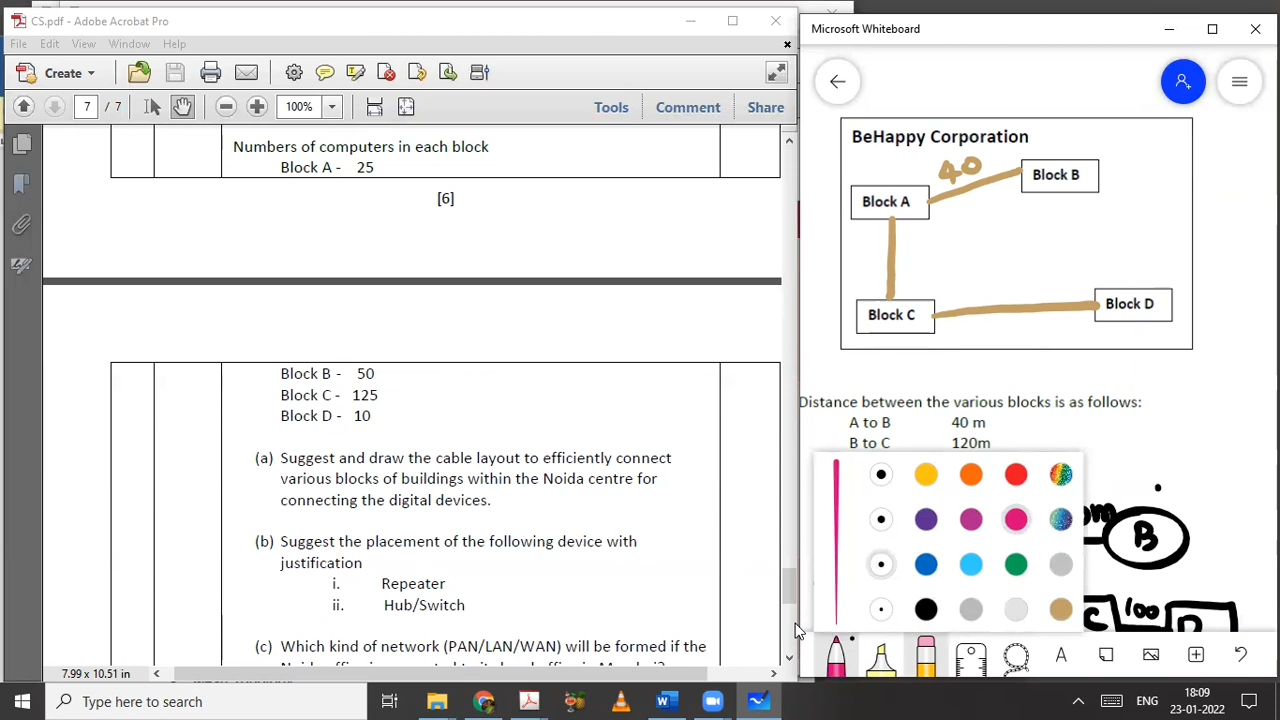 CS.pdf - Adobe Acrobat Pro
File Edit View Window Help
Create
7 / 7
100%
Tools Comment Share
Numbers of computers in each block
Block A - 25
[6]
Block B - 50
Block C - 125
Block D - 10
(a) Suggest and draw the cable layout to efficiently connect
various blocks of buildings within the Noida centre for
connecting the digital devices.
(b) Suggest the placement of the following device with
justification
i. Repeater
ii. Hub/Switch
(c) Which kind of network (PAN/LAN/WAN) will be formed if the
7.99 x 10.51 in
Microsoft Whiteboard
BeHappy Corporation
40
Block B
Block A
Block C
Block D
Distance between the various blocks is as follows:
A to B 40 m
B to C 120m
B
C 100 D
Type here to search
ENG
18:09
23-01-2022